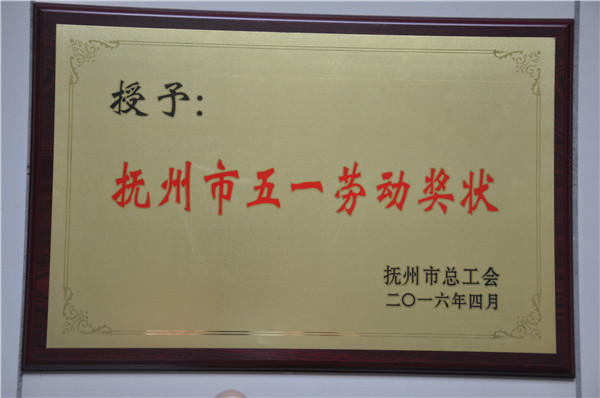 授予：
抚州市五一劳动奖状
抚州市总工会
二〇一六年四月